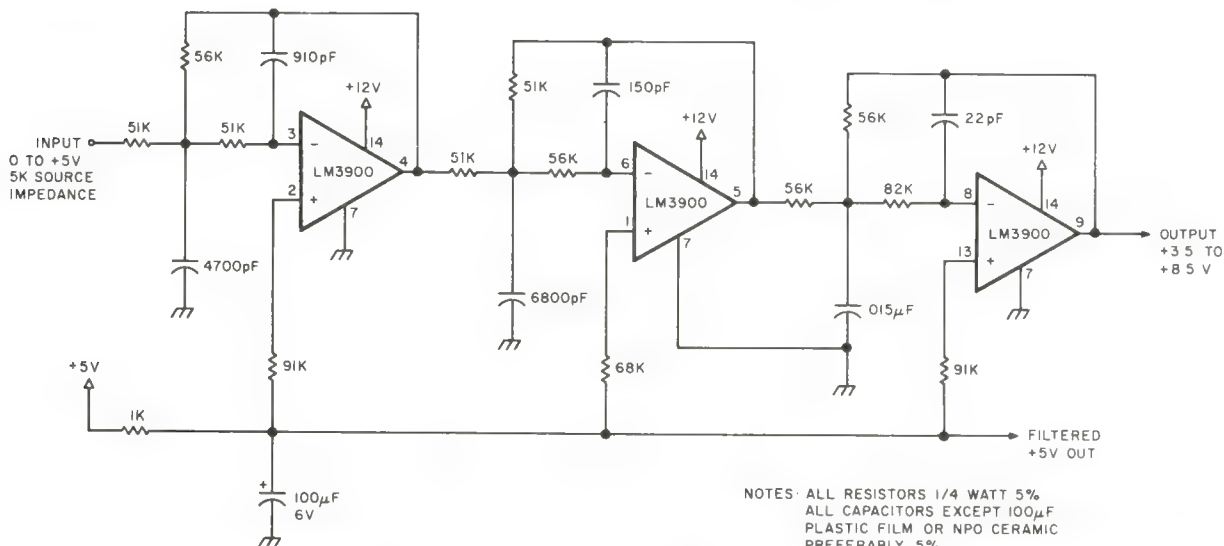 56K
910pF
+12V
INPUT
0 TO +5V
5K SOURCE
IMPEDANCE
51K
51K
3
-
14
LM3900
4
2
+
7
4700pF
91K
+5V
1K
+
100µF
6V
51K
150pF
+12V
51K
56K
6
-
14
LM3900
5
1
+
7
6800pF
68K
56K
22pF
+12V
56K
82K
8
-
14
LM3900
9
13
+
7
OUTPUT
+3 5 TO
+8 5 V
015µF
91K
FILTERED
+5V OUT
NOTES: ALL RESISTORS 1/4 WATT 5%
ALL CAPACITORS EXCEPT 100µF
PLASTIC FILM OR NPO CERAMIC
PREFERABLY 5%